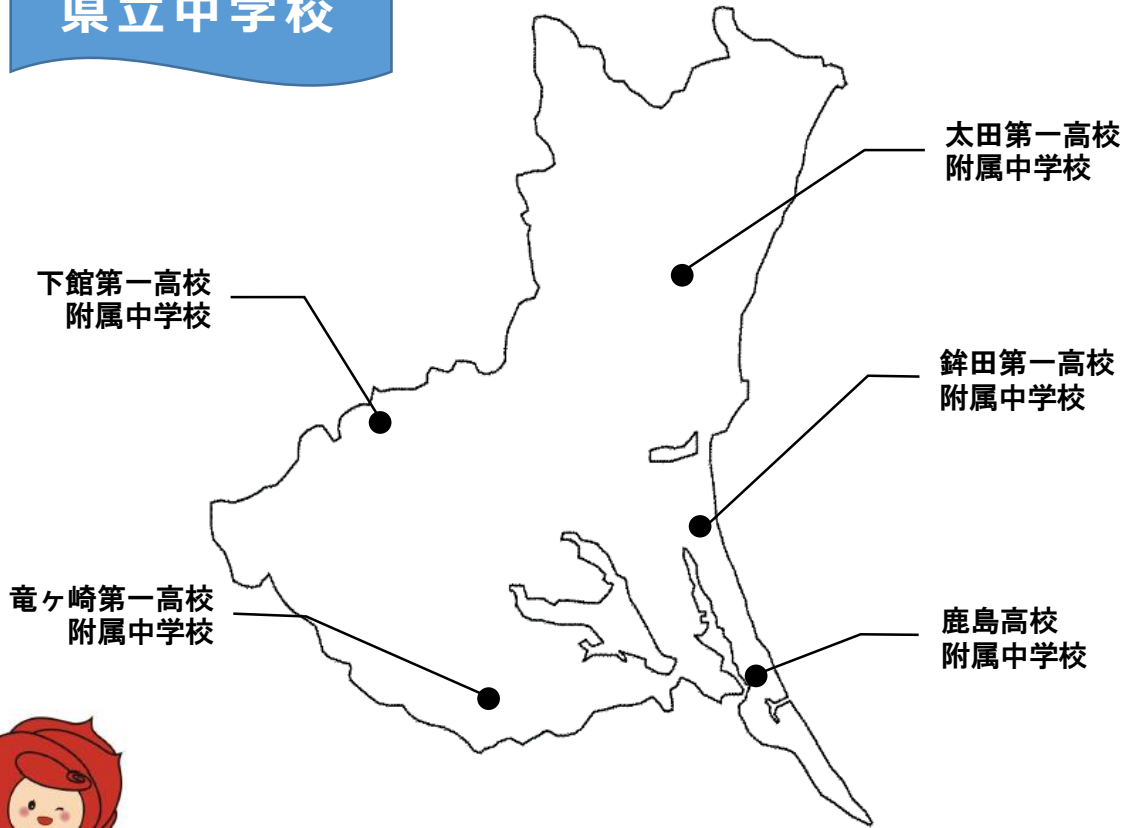 県立中学校
太田第一高校
附属中学校
下館第一高校
附属中学校
鉾田第一高校
附属中学校
竜ヶ崎第一高校
附属中学校
鹿島高校
附属中学校